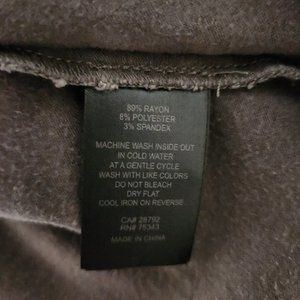 89% RAYON
8% POLYESTER
3% SPANDEX
MACHINE WASH INSIDE OUT
IN COLD WATER
AT A GENTLE CYCLE
WASH WITH LIKE COLORS
DO NOT BLEACH
DRY FLAT
COOL IRON ON REVERSE
CA# 28792
RN# 75343
MADE IN CHINA